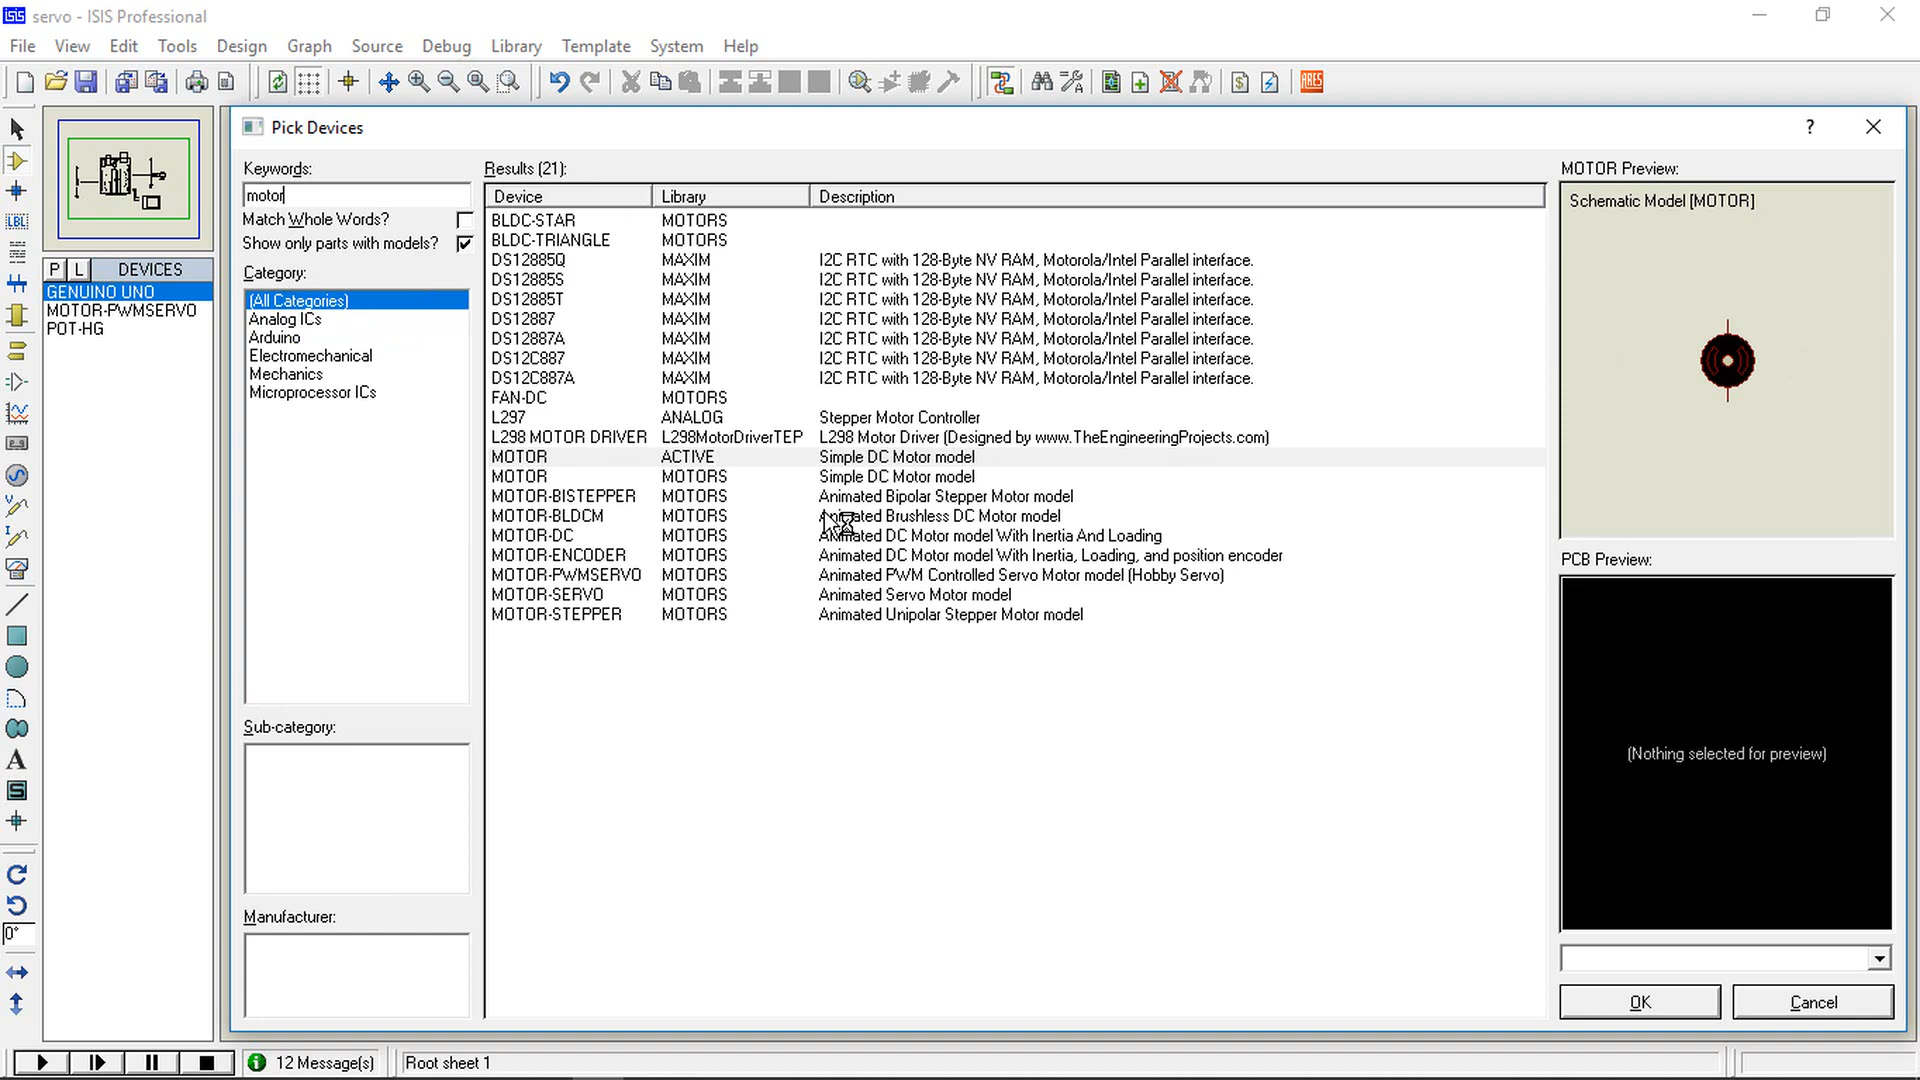 servo - ISIS Professional
File View Edit Tools Design Graph Source Debug Library Template System Help
LBL
ARES
P L DEVICES
GENUINO UNO
MOTOR-PWMSERVO
POT-HG
A
S
0°
Pick Devices
?
Keywords:
motor
Match Whole Words?
Show only parts with models?
Category:
(All Categories)
Analog ICs
Arduino
Electromechanical
Mechanics
Microprocessor ICs
Sub-category:
Manufacturer:
Results (21):
Device Library Description
BLDC-STAR MOTORS
BLDC-TRIANGLE MOTORS
DS12885Q MAXIM I2C RTC with 128-Byte NV RAM, Motorola/Intel Parallel interface.
DS12885S MAXIM I2C RTC with 128-Byte NV RAM, Motorola/Intel Parallel interface.
DS12885T MAXIM I2C RTC with 128-Byte NV RAM, Motorola/Intel Parallel interface.
DS12887 MAXIM I2C RTC with 128-Byte NV RAM, Motorola/Intel Parallel interface.
DS12887A MAXIM I2C RTC with 128-Byte NV RAM, Motorola/Intel Parallel interface.
DS12C887 MAXIM I2C RTC with 128-Byte NV RAM, Motorola/Intel Parallel interface.
DS12C887A MAXIM I2C RTC with 128-Byte NV RAM, Motorola/Intel Parallel interface.
FAN-DC MOTORS
L297 ANALOG Stepper Motor Controller
L298 MOTOR DRIVER L298MotorDriverTEP L298 Motor Driver (Designed by www.TheEngineeringProjects.com)
MOTOR ACTIVE Simple DC Motor model
MOTOR MOTORS Simple DC Motor model
MOTOR-BISTEPPER MOTORS Animated Bipolar Stepper Motor model
MOTOR-BLDCM MOTORS Animated Brushless DC Motor model
MOTOR-DC MOTORS Animated DC Motor model With Inertia And Loading
MOTOR-ENCODER MOTORS Animated DC Motor model With Inertia, Loading, and position encoder
MOTOR-PWMSERVO MOTORS Animated PWM Controlled Servo Motor model (Hobby Servo)
MOTOR-SERVO MOTORS Animated Servo Motor model
MOTOR-STEPPER MOTORS Animated Unipolar Stepper Motor model
MOTOR Preview:
Schematic Model [MOTOR]
PCB Preview:
(Nothing selected for preview)
OK Cancel
12 Message(s) Root sheet 1